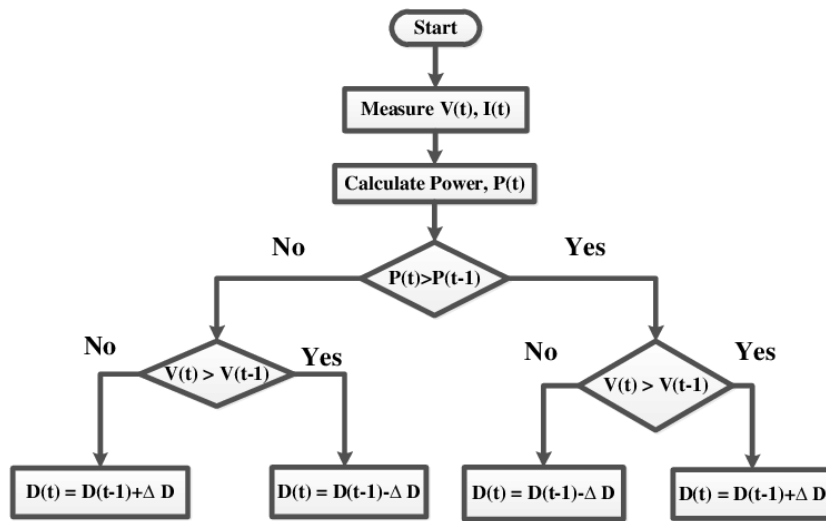 Start
Measure V(t), I(t)
Calculate Power, P(t)
No
Yes
P(t)>P(t-1)
No
Yes
No
Yes
V(t) > V(t-1)
V(t) > V(t-1)
D(t) = D(t-1)+Δ D
D(t) = D(t-1)-Δ D
D(t) = D(t-1)-Δ D
D(t) = D(t-1)+Δ D